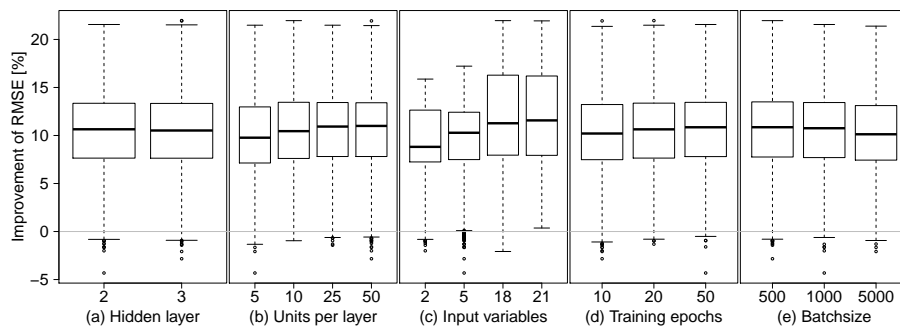 Improvement of RMSE [%]
20
15
10
5
0
−5
2 3
5 10 25 50
2 5 18 21
10 20 50
500 1000 5000
(a) Hidden layer
(b) Units per layer
(c) Input variables
(d) Training epochs
(e) Batchsize